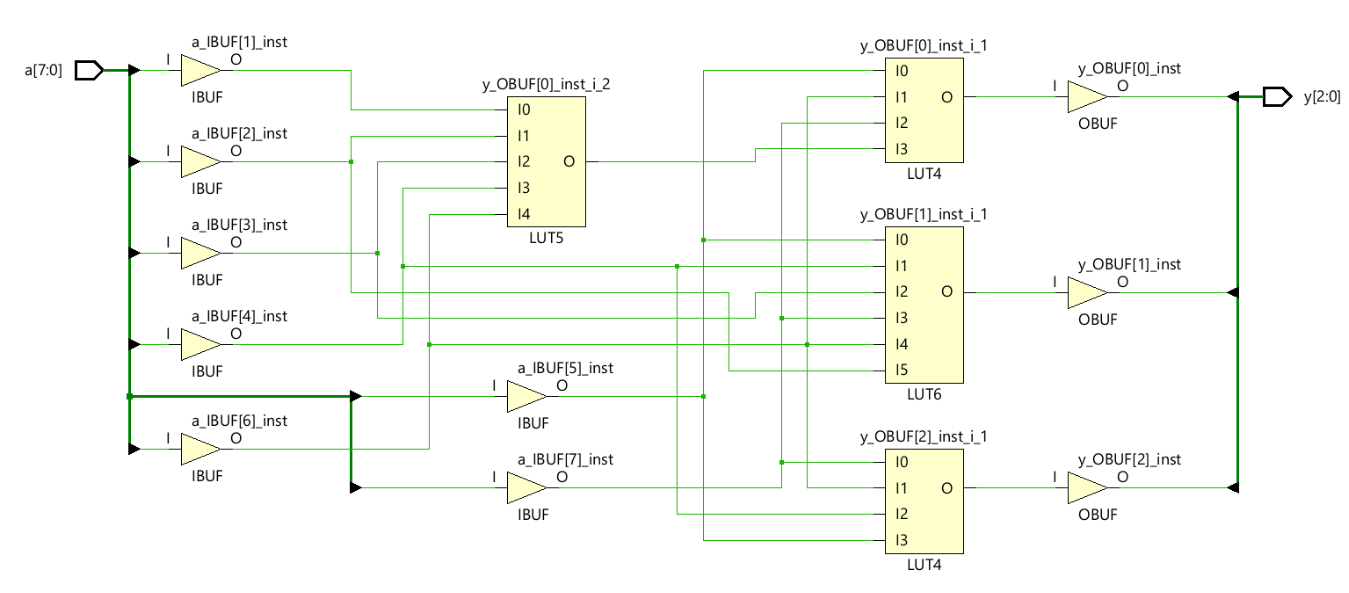 a[7:0]
a_IBUF[1]_inst
I
O
IBUF
a_IBUF[2]_inst
I
O
IBUF
a_IBUF[3]_inst
I
O
IBUF
a_IBUF[4]_inst
I
O
IBUF
a_IBUF[6]_inst
I
O
IBUF
y_OBUF[0]_inst_i_2
I0
I1
I2
I3
I4
O
LUT5
a_IBUF[5]_inst
I
O
IBUF
a_IBUF[7]_inst
I
O
IBUF
y_OBUF[0]_inst_i_1
I0
I1
I2
I3
O
LUT4
y_OBUF[1]_inst_i_1
I0
I1
I2
I3
I4
I5
O
LUT6
y_OBUF[2]_inst_i_1
I0
I1
I2
I3
O
LUT4
y_OBUF[0]_inst
I
O
OBUF
y_OBUF[1]_inst
I
O
OBUF
y_OBUF[2]_inst
I
O
OBUF
y[2:0]